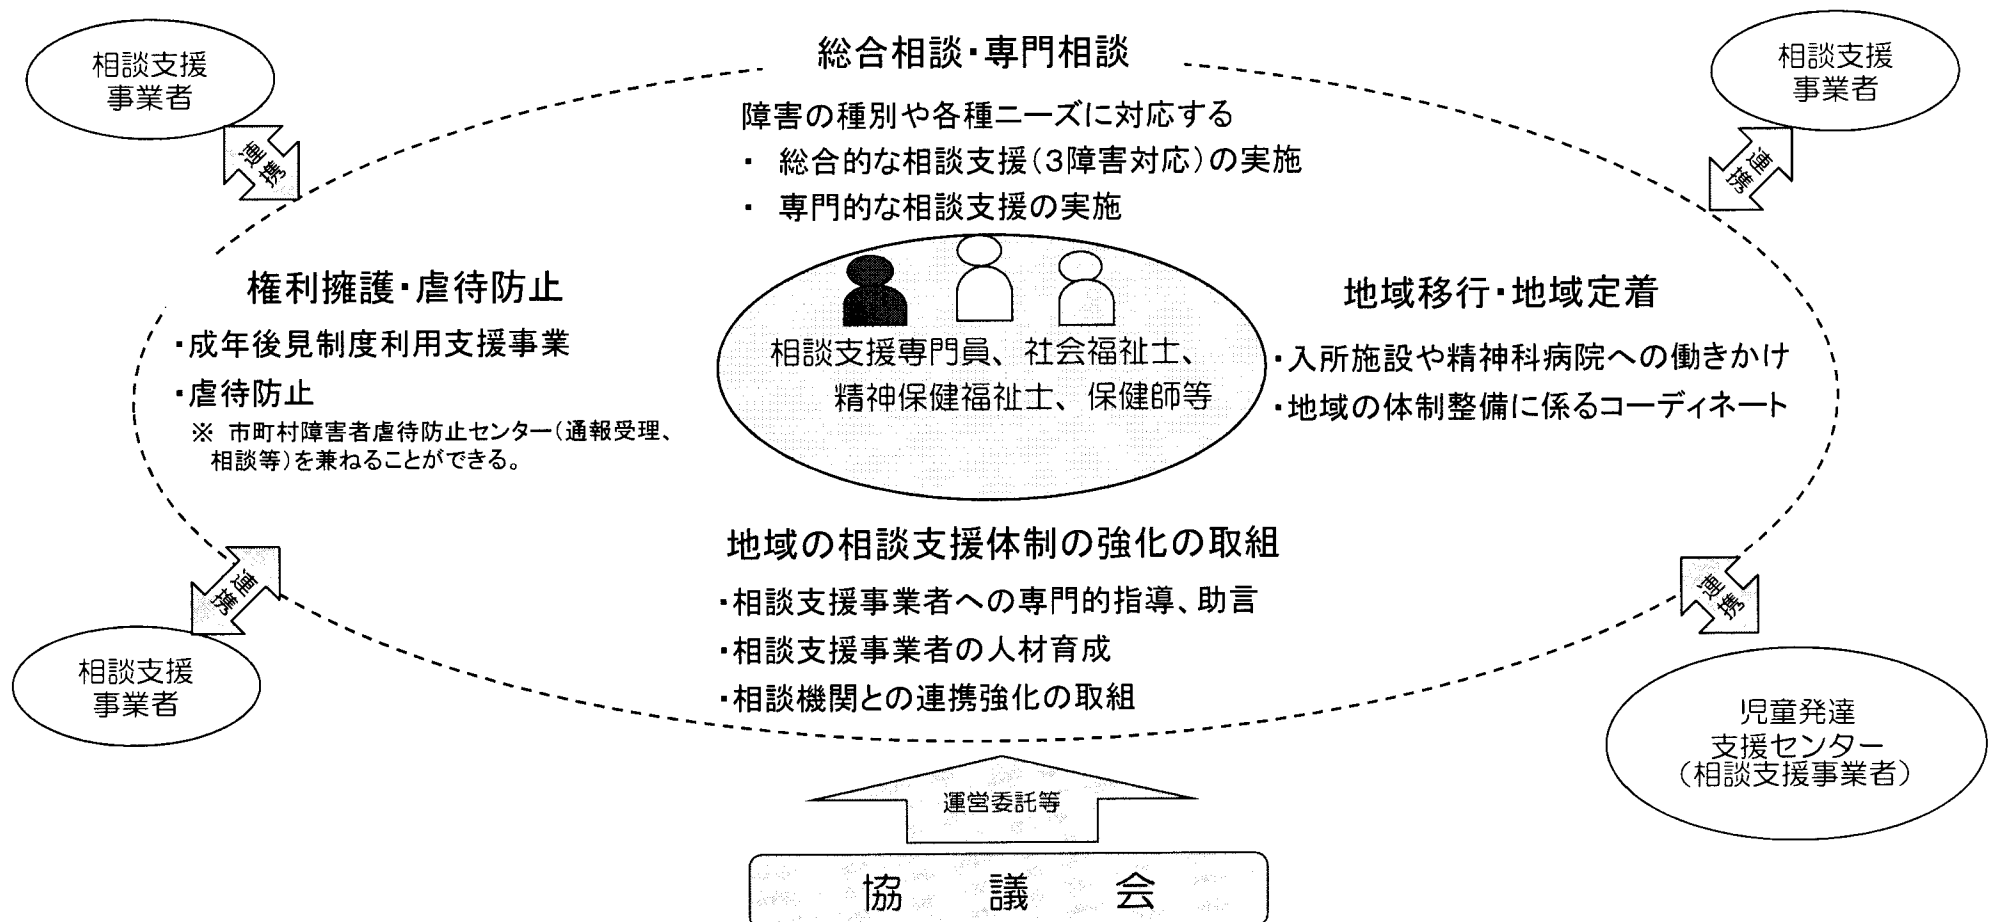 相談支援
事業者
連携
総合相談・専門相談
障害の種別や各種ニーズに対応する
・ 総合的な相談支援（３障害対応）の実施
・ 専門的な相談支援の実施
相談支援
事業者
連携
権利擁護・虐待防止
・成年後見制度利用支援事業
・虐待防止
※ 市町村障害者虐待防止センター（通報受理、
相談等）を兼ねることができる。
相談支援専門員、社会福祉士、
精神保健福祉士、保健師等
地域移行・地域定着
・入所施設や精神科病院への働きかけ
・地域の体制整備に係るコーディネート
地域の相談支援体制の強化の取組
・相談支援事業者への専門的指導、助言
・相談支援事業者の人材育成
・相談機関との連携強化の取組
連携
相談支援
事業者
連携
児童発達
支援センター
（相談支援事業者）
運営委託等
協 議 会